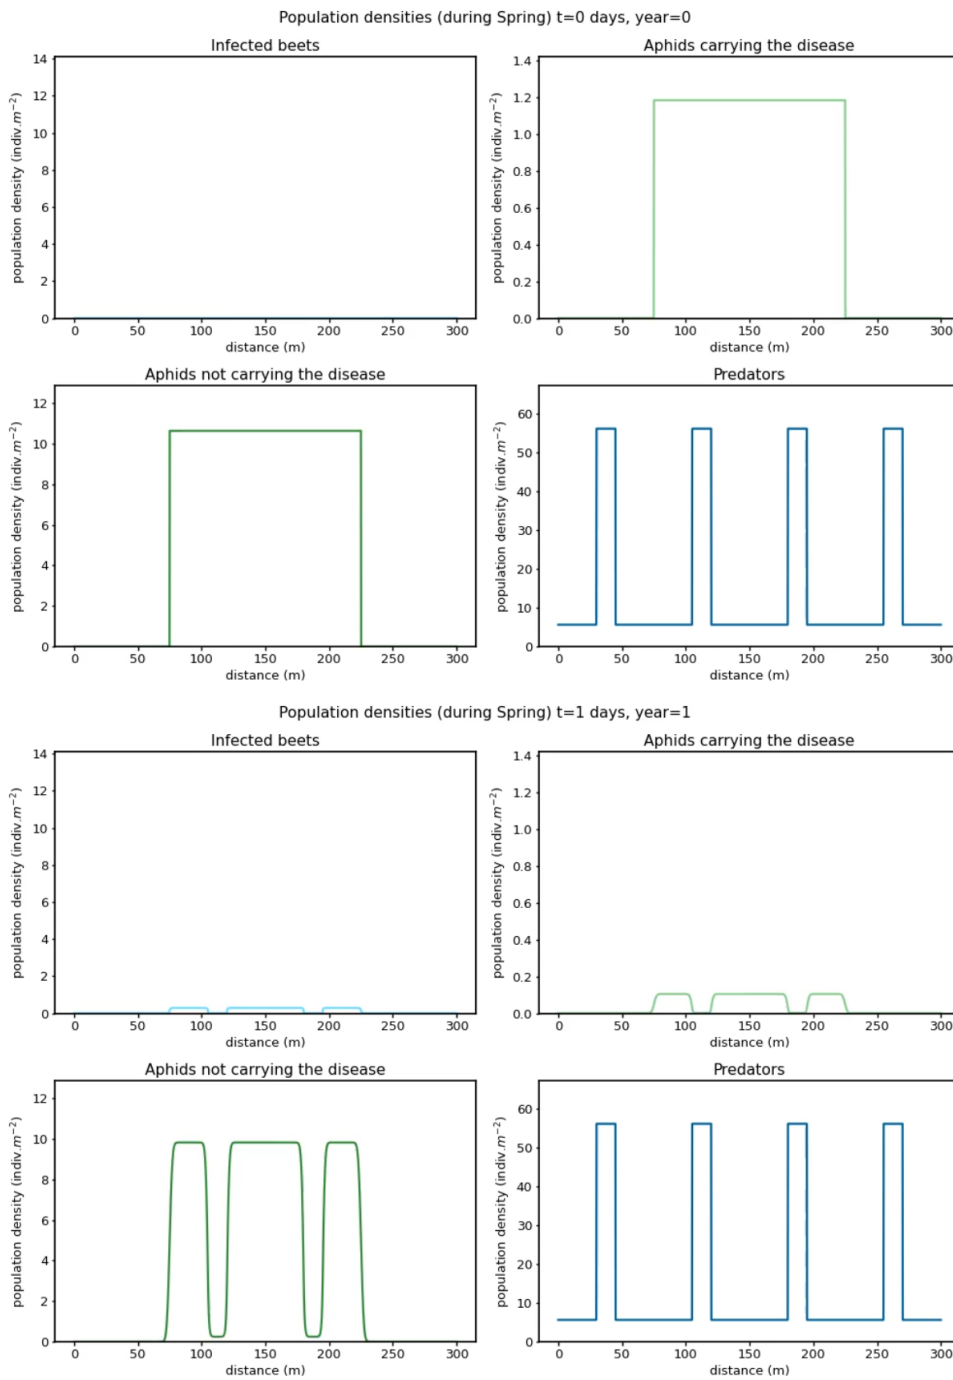 Population densities (during Spring) t=0 days, year=0
Infected beets
population density (indiv.m⁻²)
14
12
10
8
6
4
2
0
0 50 100 150 200 250 300
distance (m)
Aphids carrying the disease
population density (indiv.m⁻²)
1.4
1.2
1.0
0.8
0.6
0.4
0.2
0.0
0 50 100 150 200 250 300
distance (m)
Aphids not carrying the disease
population density (indiv.m⁻²)
12
10
8
6
4
2
0
0 50 100 150 200 250 300
distance (m)
Predators
population density (indiv.m⁻²)
60
50
40
30
20
10
0
0 50 100 150 200 250 300
distance (m)
Population densities (during Spring) t=1 days, year=1
Infected beets
population density (indiv.m⁻²)
14
12
10
8
6
4
2
0
0 50 100 150 200 250 300
distance (m)
Aphids carrying the disease
population density (indiv.m⁻²)
1.4
1.2
1.0
0.8
0.6
0.4
0.2
0.0
0 50 100 150 200 250 300
distance (m)
Aphids not carrying the disease
population density (indiv.m⁻²)
12
10
8
6
4
2
0
0 50 100 150 200 250 300
distance (m)
Predators
population density (indiv.m⁻²)
60
50
40
30
20
10
0
0 50 100 150 200 250 300
distance (m)